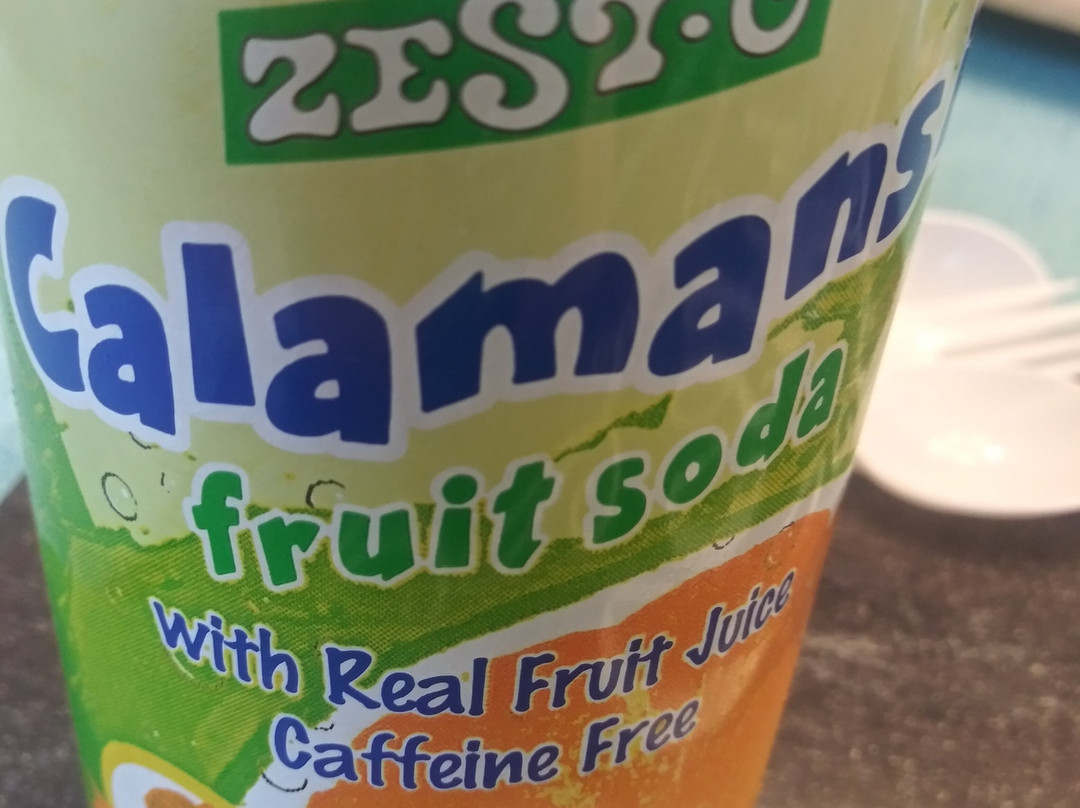 ZEST·O
Calamans
fruit soda
with Real Fruit Juice
Caffeine Free